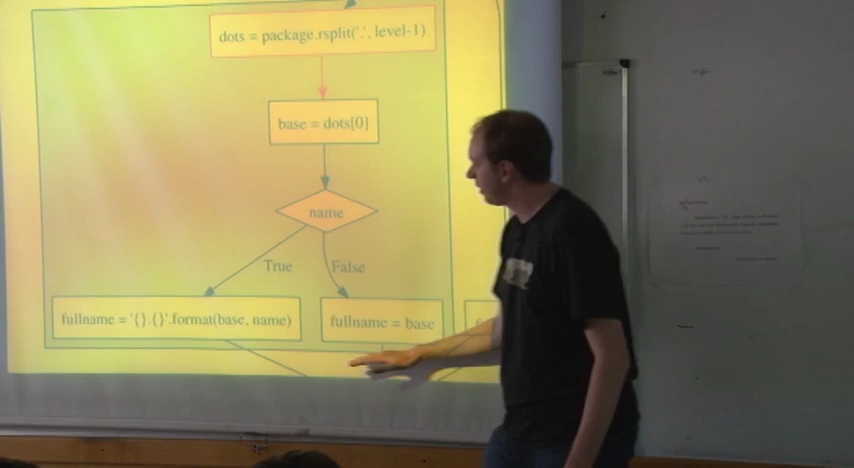 dots = package.rsplit('.', level-1)
base = dots[0]
name
True
False
fullname = '{}.{}'.format(base, name)
fullname = base